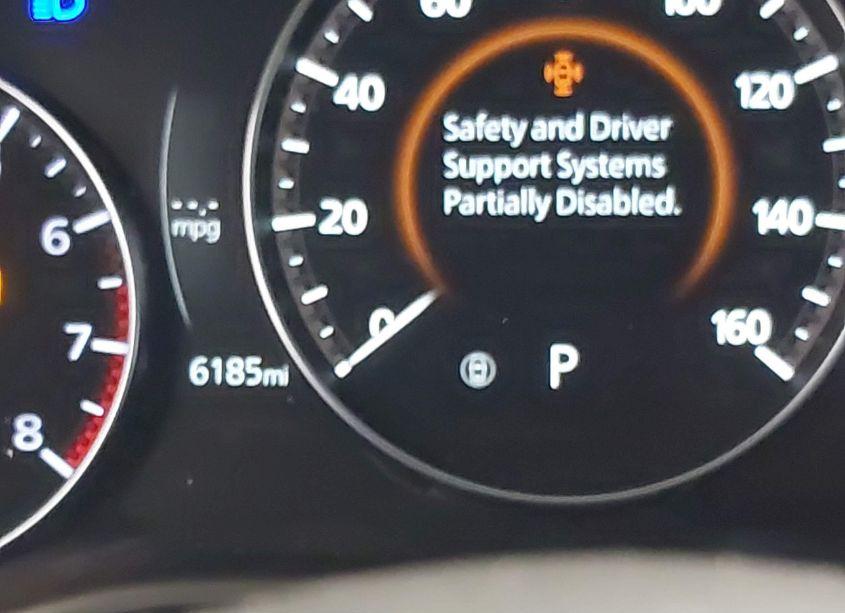 60
100
40
120
Safety and Driver
Support Systems
Partially Disabled.
6
--.-
mpg
20
140
7
0
160
6185mi
P
8